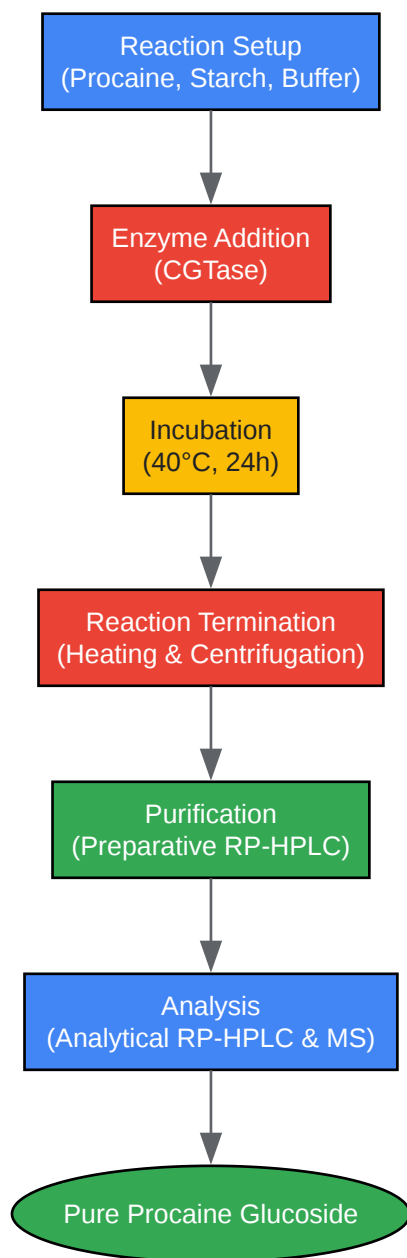 Reaction Setup
(Procaine, Starch, Buffer)
Enzyme Addition
(CGTase)
Incubation
(40°C, 24h)
Reaction Termination
(Heating & Centrifugation)
Purification
(Preparative RP-HPLC)
Analysis
(Analytical RP-HPLC & MS)
Pure Procaine Glucoside